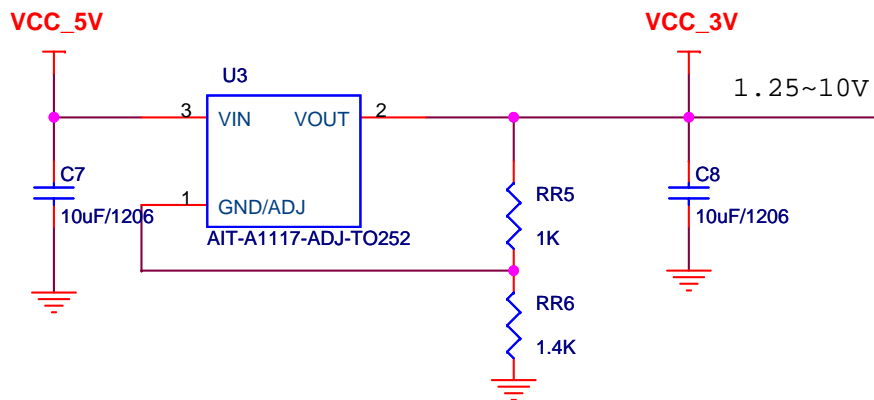 VCC_5V
VCC_3V
U3
1.25~10V
3
VIN
VOUT
2
C7
10uF/1206
1
GND/ADJ
AIT-A1117-ADJ-TO252
RR5
1K
C8
10uF/1206
RR6
1.4K